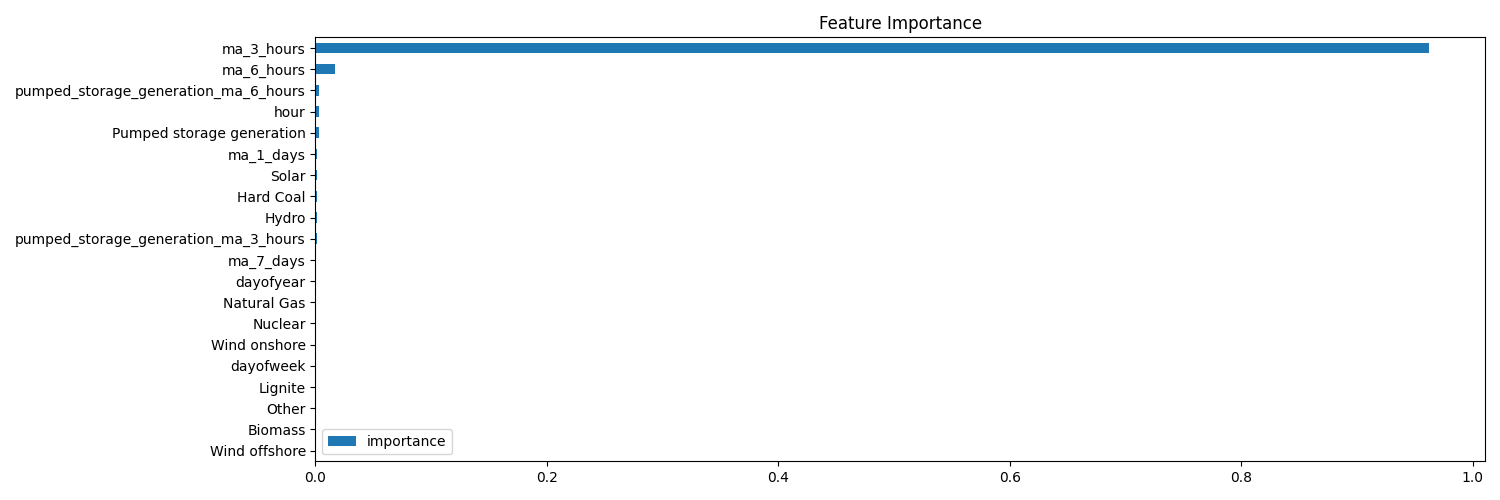 Feature Importance
ma_3_hours
ma_6_hours
pumped_storage_generation_ma_6_hours
hour
Pumped storage generation
ma_1_days
Solar
Hard Coal
Hydro
pumped_storage_generation_ma_3_hours
ma_7_days
dayofyear
Natural Gas
Nuclear
Wind onshore
dayofweek
Lignite
Other
Biomass
Wind offshore
importance
0.0 0.2 0.4 0.6 0.8 1.0